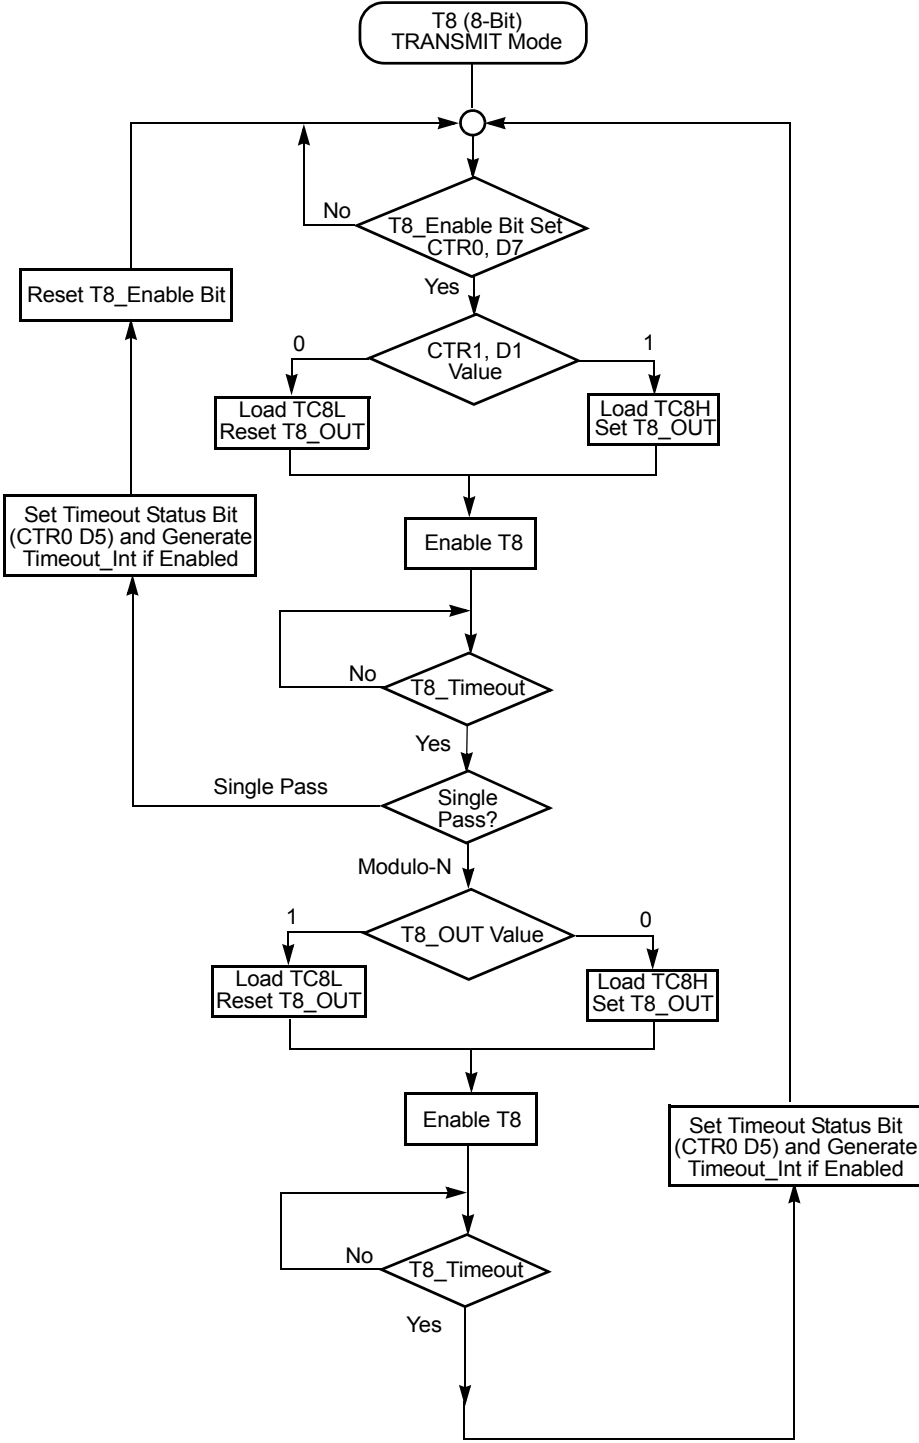 T8 (8-Bit)
TRANSMIT Mode
No
T8_Enable Bit Set
CTR0, D7
Yes
Reset T8_Enable Bit
0
CTR1, D1
Value
1
Load TC8L
Reset T8_OUT
Load TC8H
Set T8_OUT
Set Timeout Status Bit
(CTR0 D5) and Generate
Timeout_Int if Enabled
Enable T8
No
T8_Timeout
Yes
Single Pass
Single
Pass?
Modulo-N
1
T8_OUT Value
0
Load TC8L
Reset T8_OUT
Load TC8H
Set T8_OUT
Enable T8
Set Timeout Status Bit
(CTR0 D5) and Generate
Timeout_Int if Enabled
No
T8_Timeout
Yes